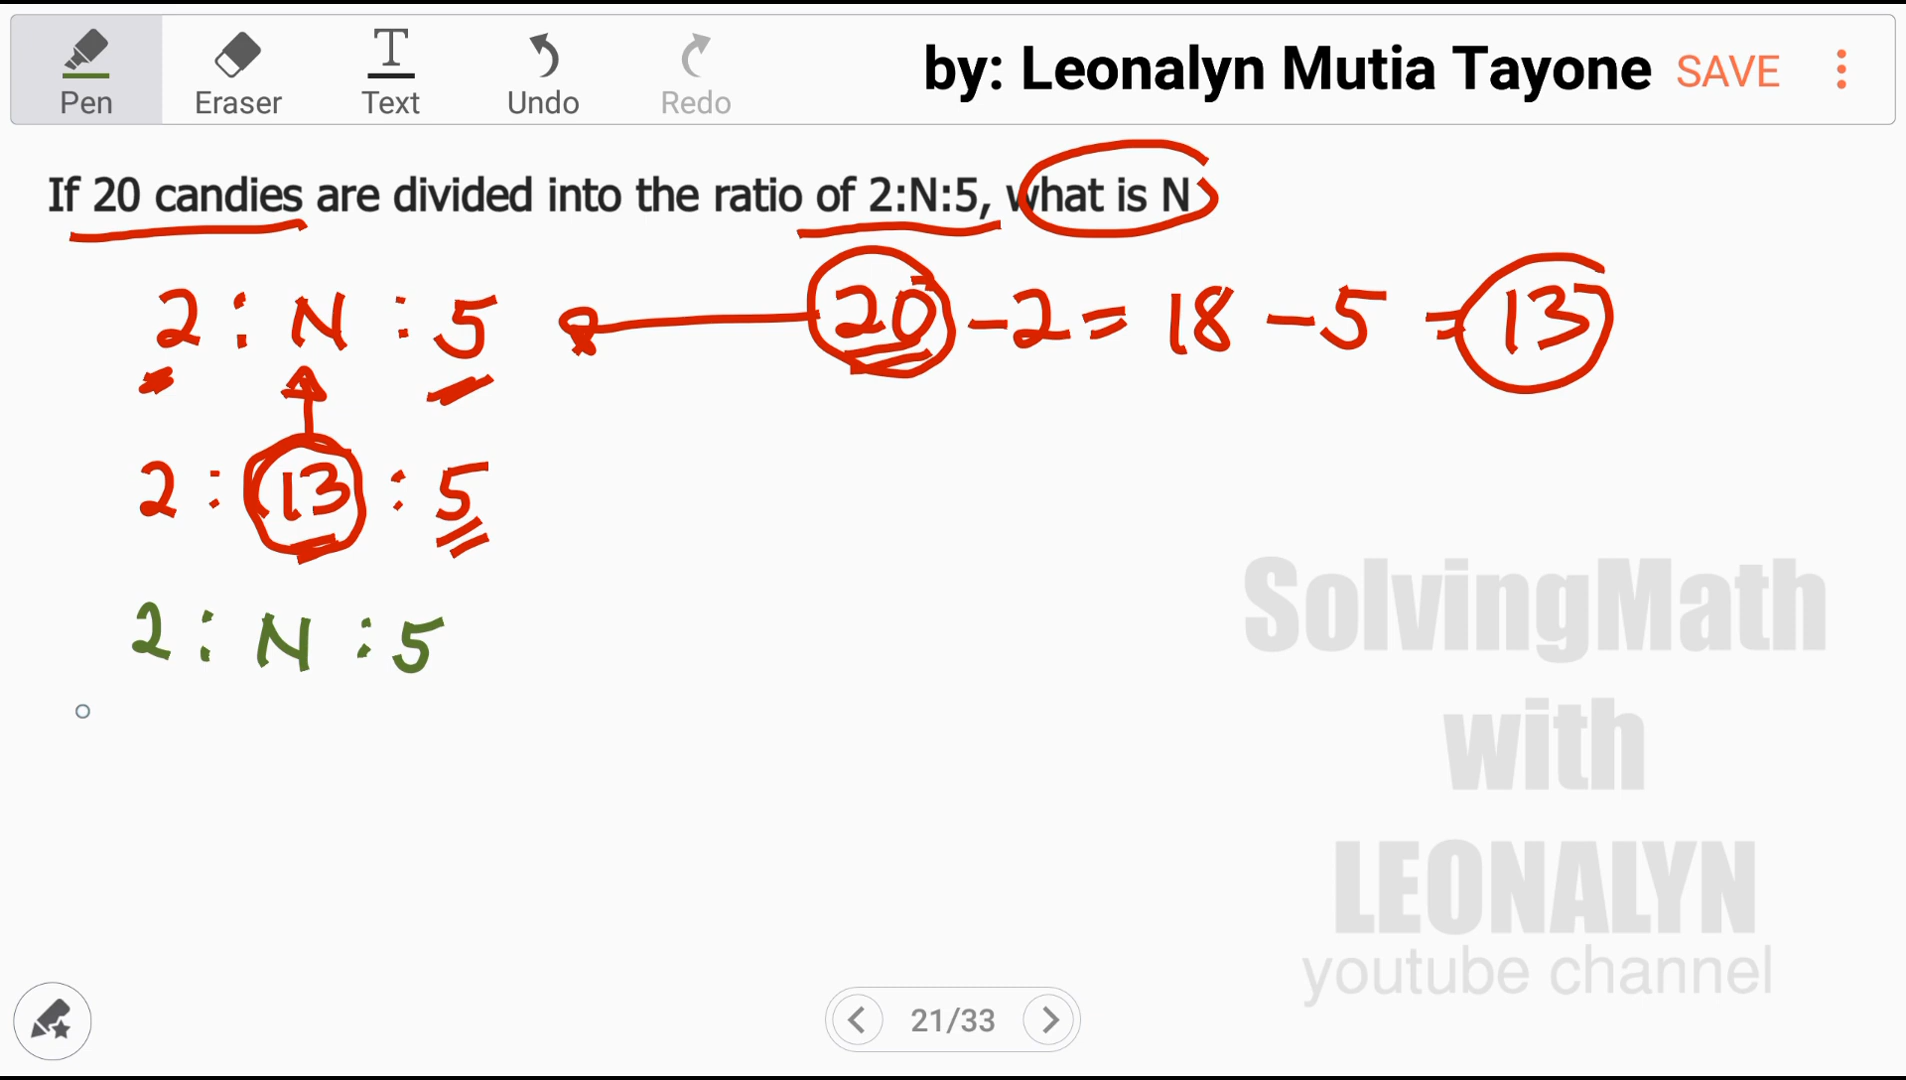 Pen Eraser Text Undo Redo by: Leonalyn Mutia Tayone SAVE
If 20 candies are divided into the ratio of 2:N:5, what is N
2 : N : 5 20 - 2 = 18 - 5 = 13
2 : 13 : 5
2 : N : 5
SolvingMath
with
LEONALYN
youtube channel
21/33